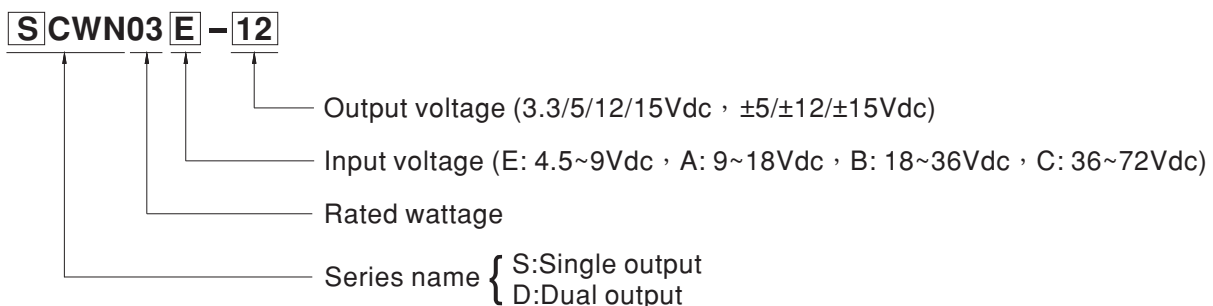 SCWN03E-12
Output voltage (3.3/5/12/15Vdc，±5/±12/±15Vdc)
Input voltage (E: 4.5~9Vdc，A: 9~18Vdc，B: 18~36Vdc，C: 36~72Vdc)
Rated wattage
Series name { S:Single output
D:Dual output